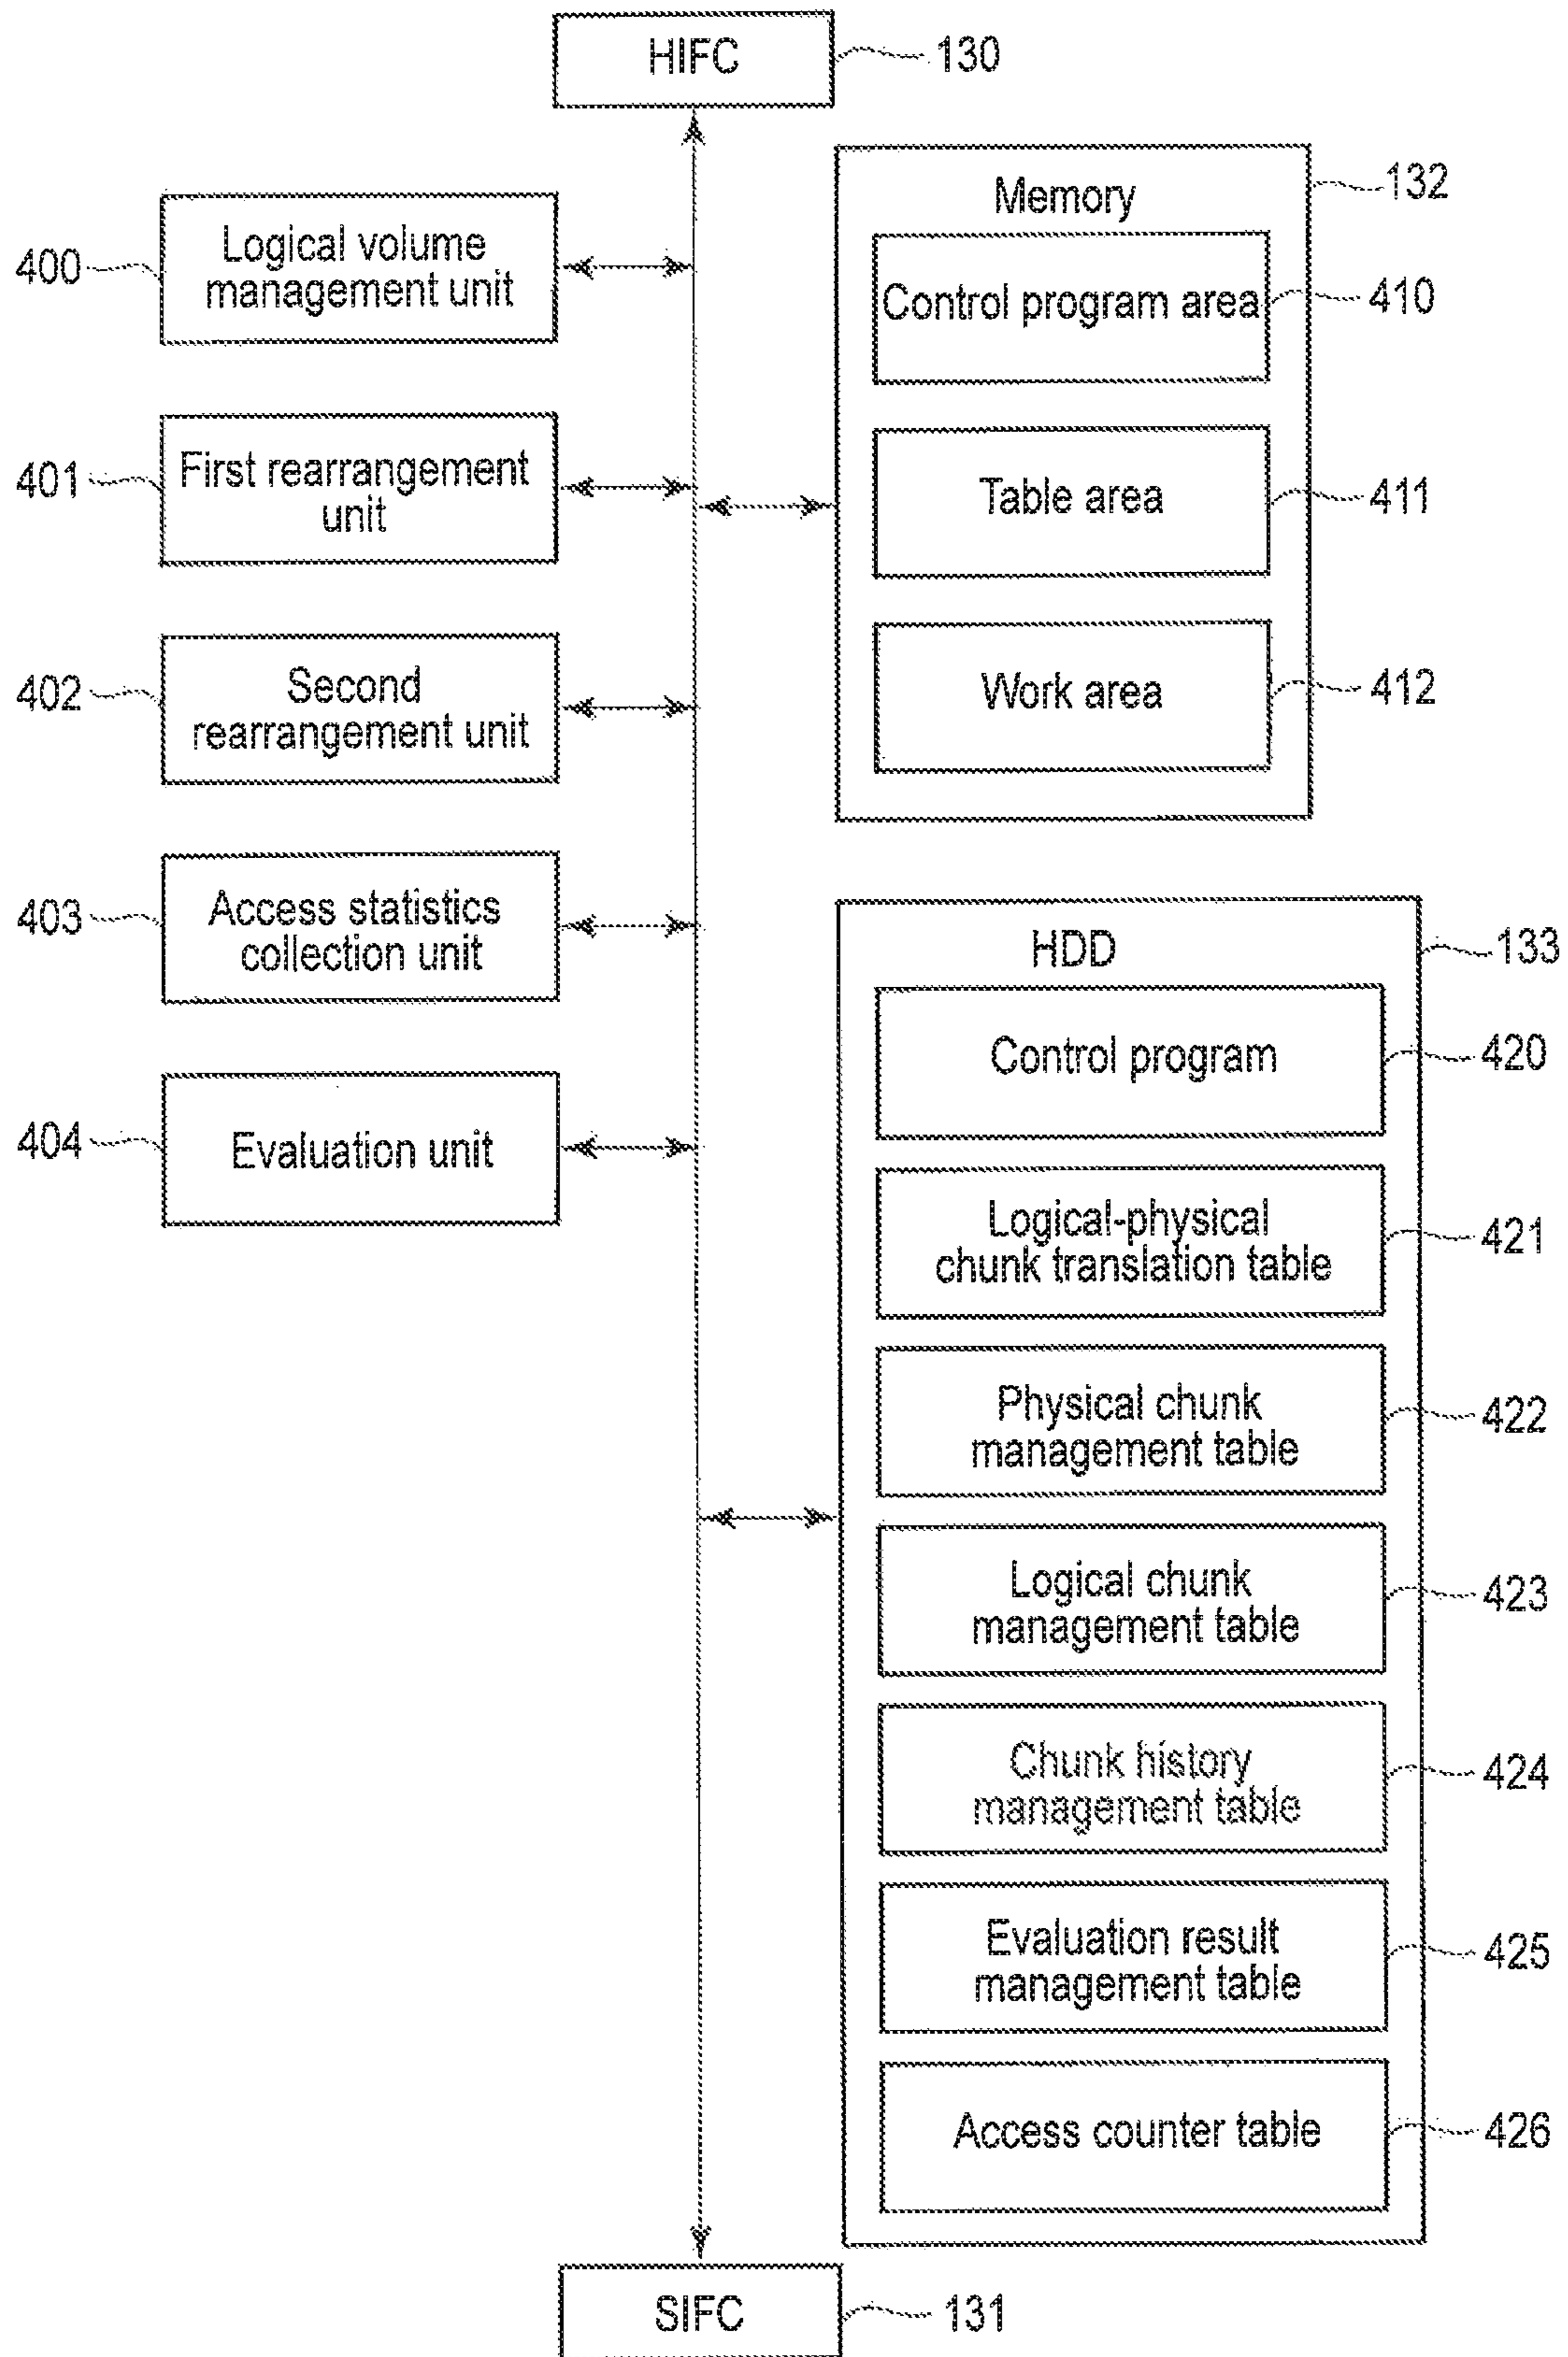 HIFC
130
Memory
132
Logical volume
management unit
400
Control program area
410
First rearrangement
unit
401
Table area
411
Second
rearrangement unit
402
Work area
412
Access statistics
collection unit
403
HDD
133
Control program
420
Evaluation unit
404
Logical-physical
chunk translation table
421
Physical chunk
management table
422
Logical chunk
management table
423
Chunk history
management table
424
Evaluation result
management table
425
Access counter table
426
SIFC
131